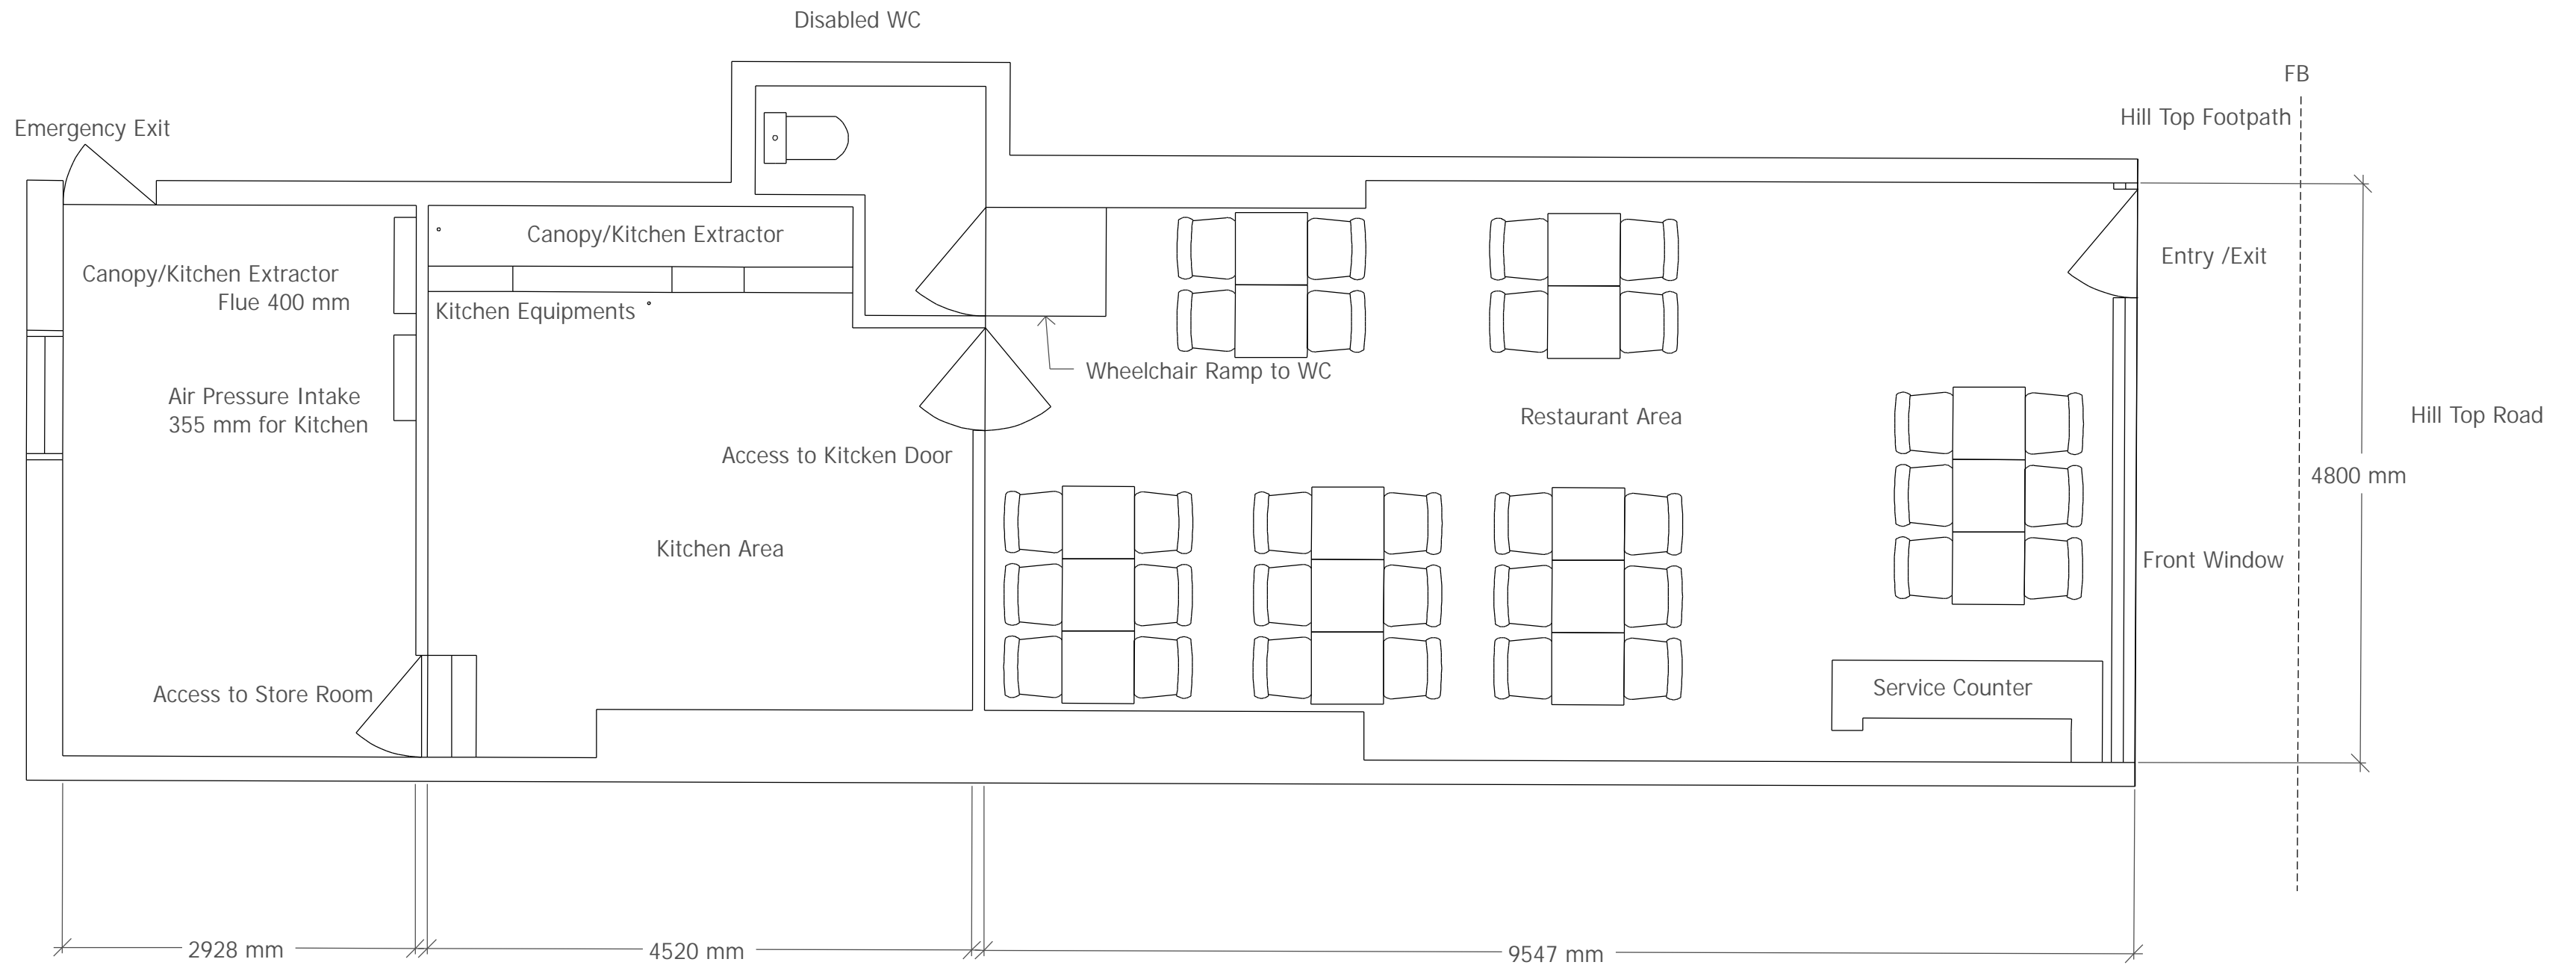 Disabled WC
FB
Hill Top Footpath
Emergency Exit
Canopy/Kitchen Extractor
Entry /Exit
Canopy/Kitchen Extractor
Flue 400 mm
Kitchen Equipments
Wheelchair Ramp to WC
Air Pressure Intake
355 mm for Kitchen
Restaurant Area
Hill Top Road
Access to Kitcken Door
4800 mm
Kitchen Area
Front Window
Access to Store Room
Service Counter
2928 mm
4520 mm
9547 mm